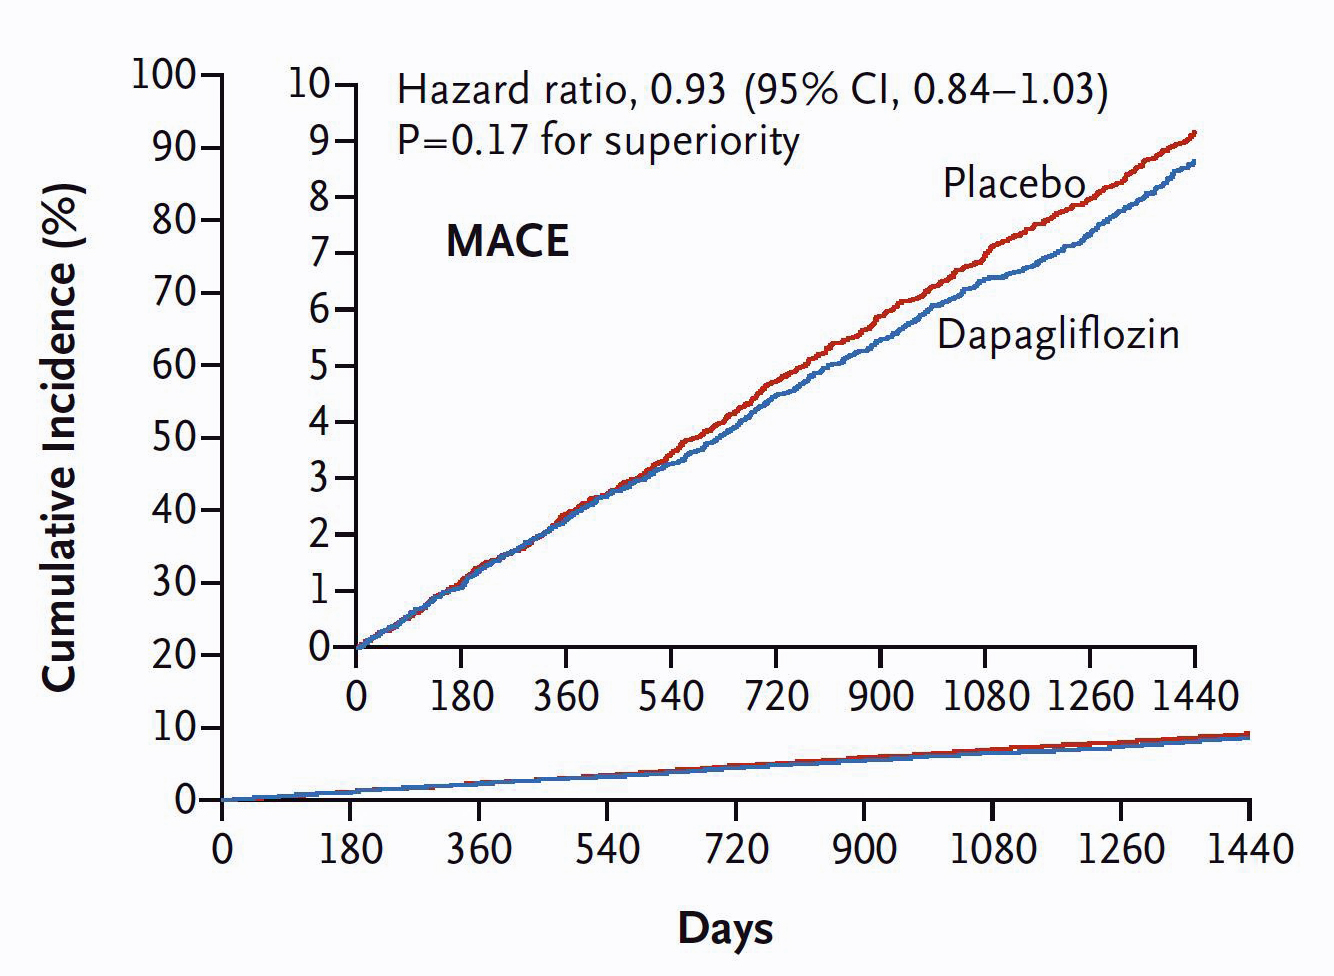 Cumulative Incidence (%)
100
90
80
70
60
50
40
30
20
10
0
10
9
8
7
6
5
4
3
2
1
0
Hazard ratio, 0.93 (95% CI, 0.84–1.03)
P=0.17 for superiority
MACE
Placebo
Dapagliflozin
0 180 360 540 720 900 1080 1260 1440
0 180 360 540 720 900 1080 1260 1440
Days